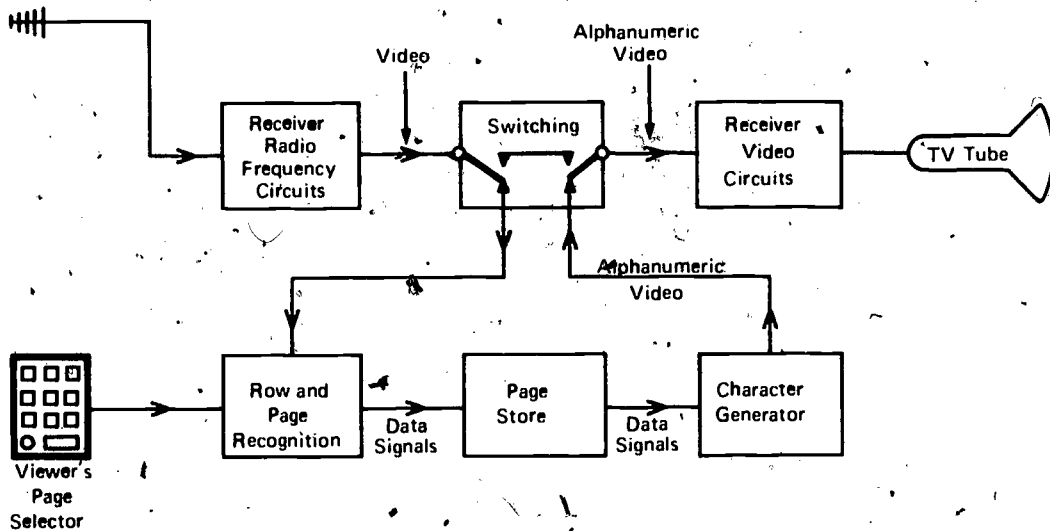 Alphanumeric
Video
Video
Receiver
Radio
Frequency
Circuits
Switching
Receiver
Video
Circuits
TV Tube
Alphanumeric
Video
Viewer's
Page
Selector
Row and
Page
Recognition
Data
Signals
Page
Store
Data
Signals
Character
Generator